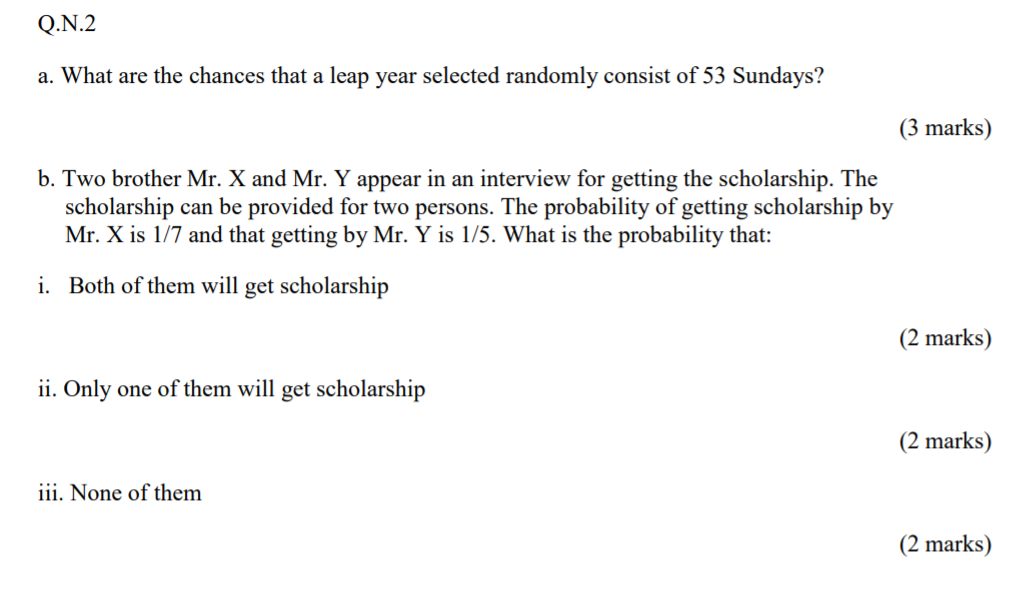 Q.N.2
a. What are the chances that a leap year selected randomly consist of 53 Sundays?
(3 marks)
b. Two brother Mr. X and Mr. Y appear in an interview for getting the scholarship. The
scholarship can be provided for two persons. The probability of getting scholarship by
Mr. X is 1/7 and that getting by Mr. Y is 1/5. What is the probability that:
i. Both of them will get scholarship
(2 marks)
ii. Only one of them will get scholarship
(2 marks)
iii. None of them
(2 marks)